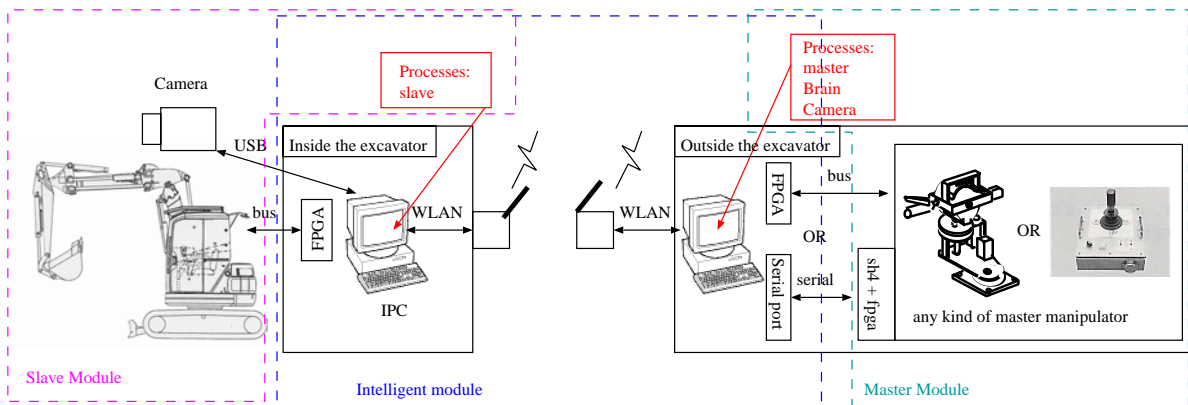 Camera
USB
bus
Slave Module
Processes:
slave
Inside the excavator
FPGA
WLAN
IPC
Intelligent module
WLAN
Processes:
master
Brain
Camera
Outside the excavator
FPGA
bus
OR
Serial port
serial
sh4 + fpga
OR
any kind of master manipulator
Master Module